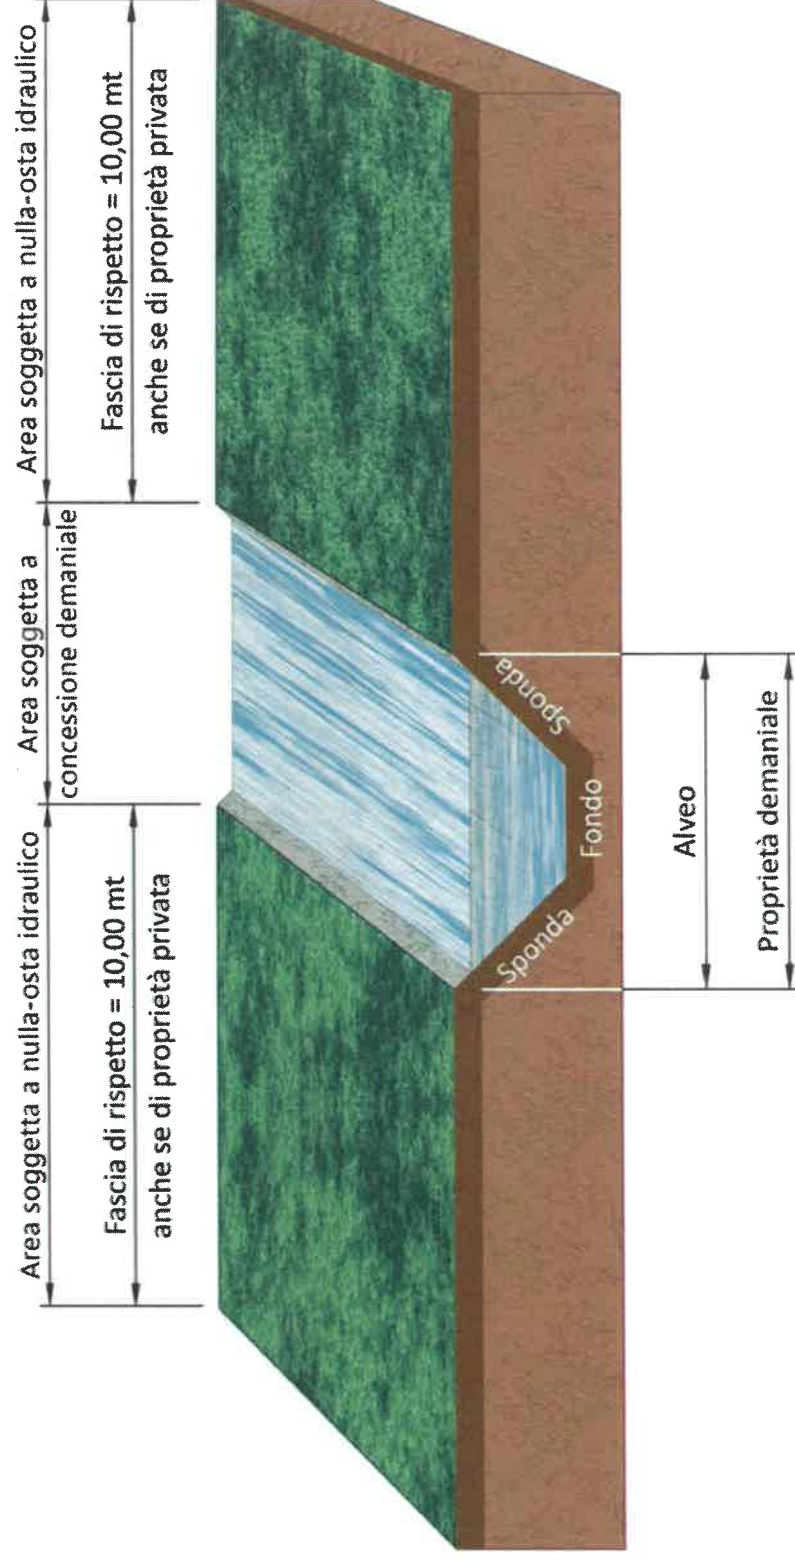 Area soggetta a nulla-osta idraulico
Fascia di rispetto = 10,00 mt
anche se di proprietà privata
Area soggetta a
concessione demaniale
Area soggetta a nulla-osta idraulico
Fascia di rispetto = 10,00 mt
anche se di proprietà privata
Sponda
Fondo
Sponda
Alveo
Proprietà demaniale